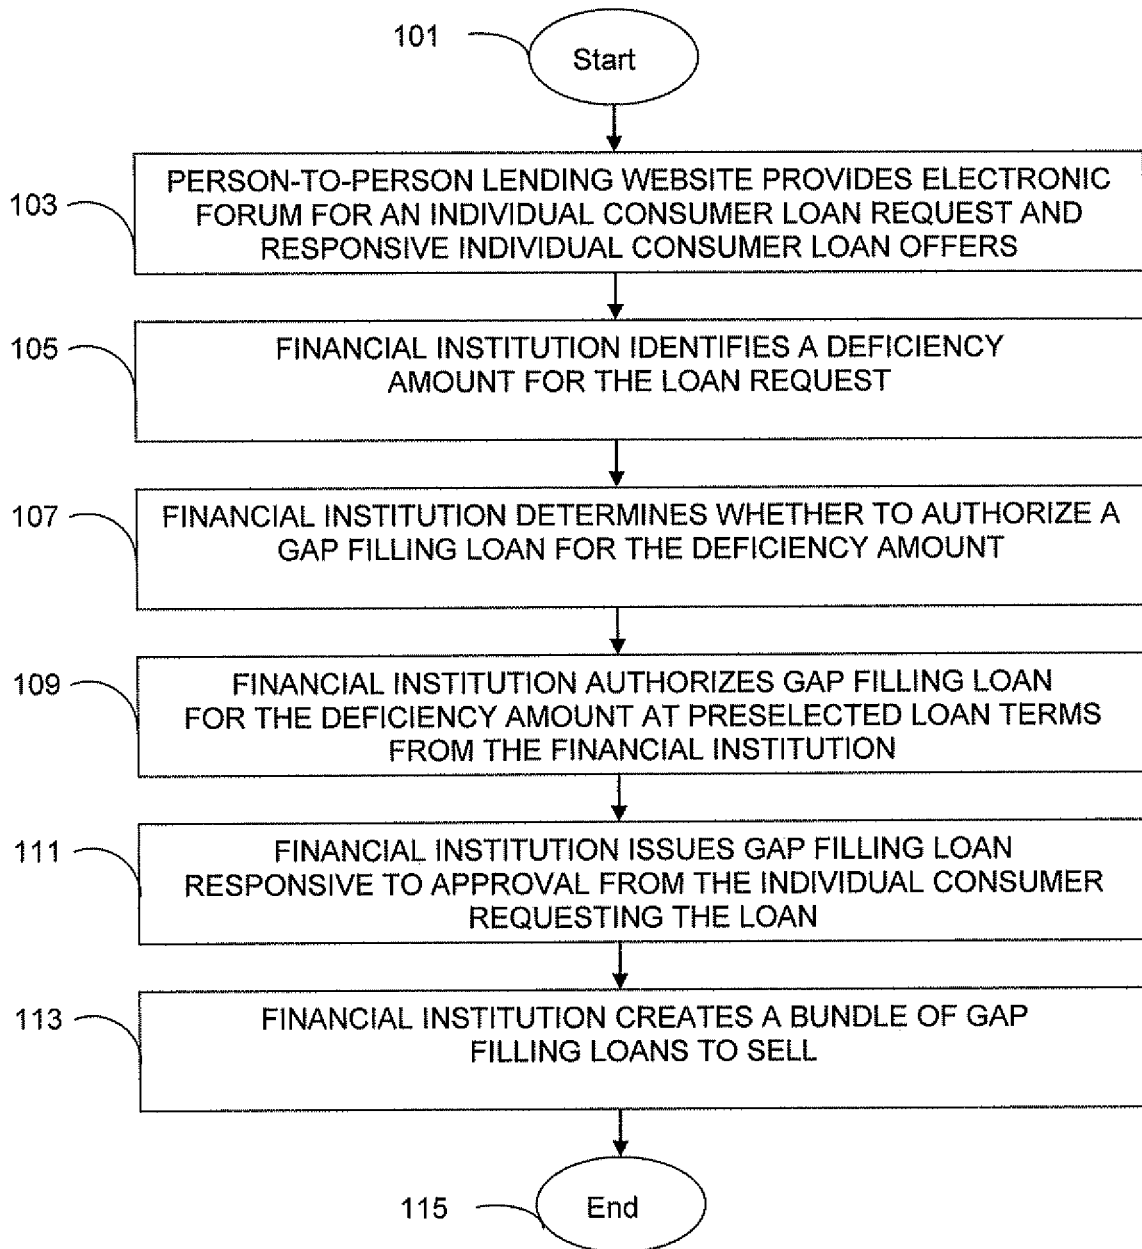 101
Start
103
PERSON-TO-PERSON LENDING WEBSITE PROVIDES ELECTRONIC
FORUM FOR AN INDIVIDUAL CONSUMER LOAN REQUEST AND
RESPONSIVE INDIVIDUAL CONSUMER LOAN OFFERS
105
FINANCIAL INSTITUTION IDENTIFIES A DEFICIENCY
AMOUNT FOR THE LOAN REQUEST
107
FINANCIAL INSTITUTION DETERMINES WHETHER TO AUTHORIZE A
GAP FILLING LOAN FOR THE DEFICIENCY AMOUNT
109
FINANCIAL INSTITUTION AUTHORIZES GAP FILLING LOAN
FOR THE DEFICIENCY AMOUNT AT PRESELECTED LOAN TERMS
FROM THE FINANCIAL INSTITUTION
111
FINANCIAL INSTITUTION ISSUES GAP FILLING LOAN
RESPONSIVE TO APPROVAL FROM THE INDIVIDUAL CONSUMER
REQUESTING THE LOAN
113
FINANCIAL INSTITUTION CREATES A BUNDLE OF GAP
FILLING LOANS TO SELL
115
End